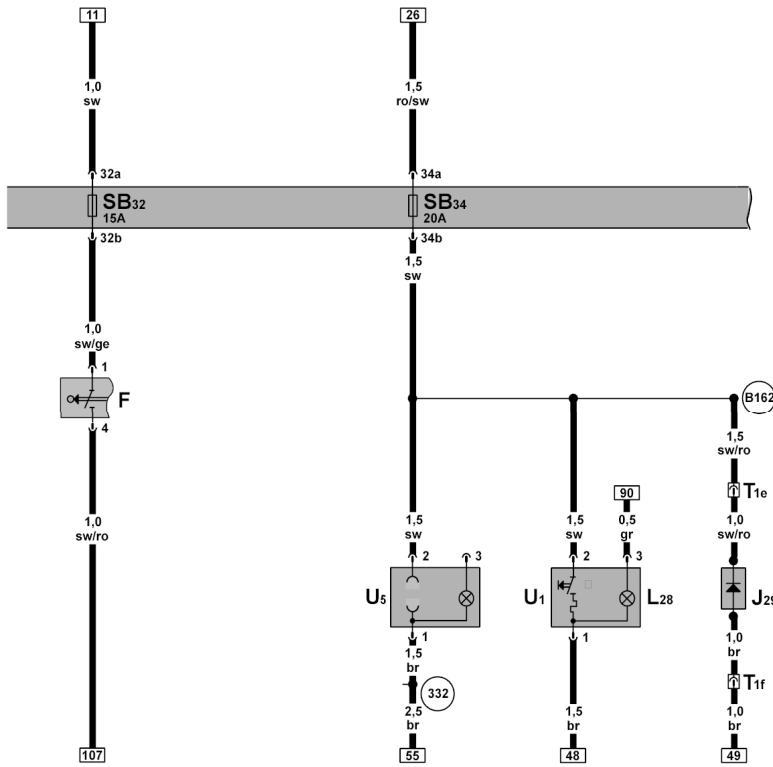 11
26
1,0
sw
1,5
ro/sw
32a
34a
SB32
15A
SB34
20A
32b
34b
1,5
sw
1,0
sw/ge
1
F
4
B162
1,5
sw/ro
90
T1e
1,0
sw/ro
1,5
sw
1,5
sw
0,5
gr
1,0
sw/ro
2
3
2
3
U5
U1
L28
J29
1
1
1,5
br
1,0
br
332
T1f
2,5
br
1,5
br
1,0
br
107
55
48
49